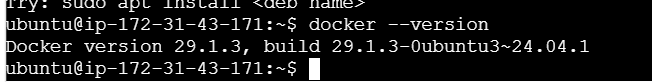 Try: sudo apt install <deb name>
ubuntu@ip-172-31-43-171:~$ docker --version
Docker version 29.1.3, build 29.1.3-0ubuntu3~24.04.1
ubuntu@ip-172-31-43-171:~$